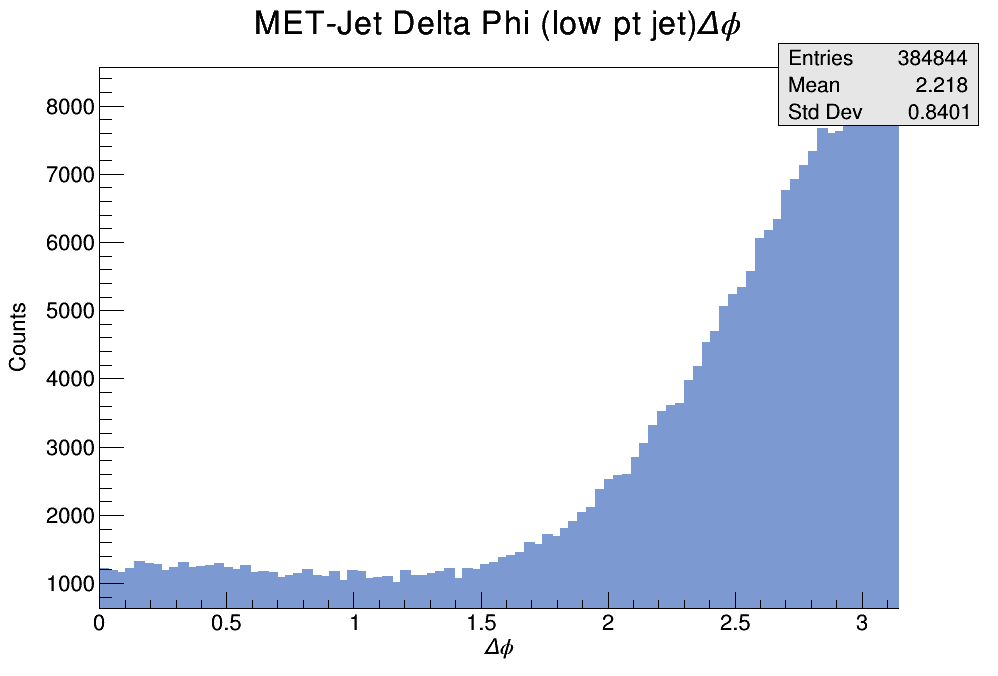 MET-Jet Delta Phi (low pt jet)Δϕ
Entries 384844
Mean 2.218
Std Dev 0.8401
8000
7000
6000
5000
4000
3000
2000
1000
Counts
0 0.5 1 1.5 2 2.5 3
Δϕ